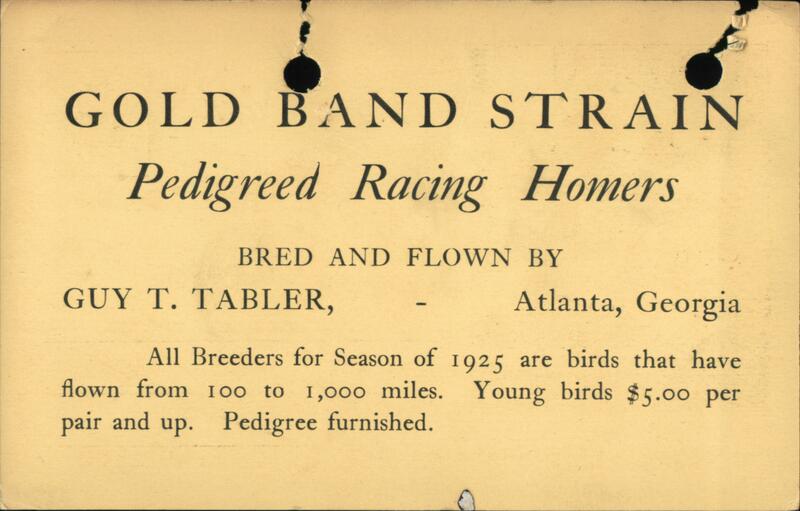 GOLD BAND STRAIN
Pedigreed Racing Homers
BRED AND FLOWN BY
GUY T. TABLER, - Atlanta, Georgia
All Breeders for Season of 1925 are birds that have
flown from 100 to 1,000 miles. Young birds $5.00 per
pair and up. Pedigree furnished.